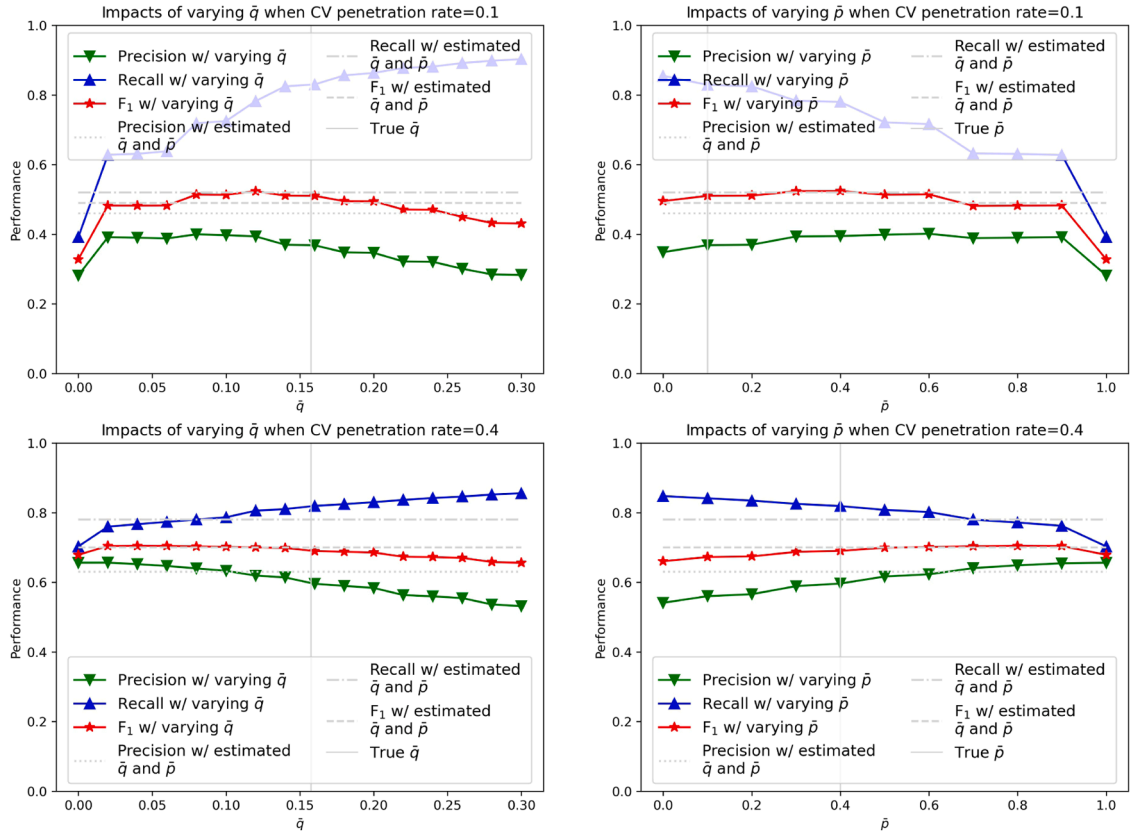 Impacts of varying q̄ when CV penetration rate=0.1
1.0
0.8
0.6
0.4
0.2
0.0
Performance
Precision w/ varying q̄
Recall w/ varying q̄
F₁ w/ varying q̄
Precision w/ estimated
q̄ and p̄
Recall w/ estimated
q̄ and p̄
F₁ w/ estimated
q̄ and p̄
True q̄
0.00 0.05 0.10 0.15 0.20 0.25 0.30
q̄
Impacts of varying p̄ when CV penetration rate=0.1
1.0
0.8
0.6
0.4
0.2
0.0
Performance
Precision w/ varying p̄
Recall w/ varying p̄
F₁ w/ varying p̄
Precision w/ estimated
q̄ and p̄
Recall w/ estimated
q̄ and p̄
F₁ w/ estimated
q̄ and p̄
True p̄
0.0 0.2 0.4 0.6 0.8 1.0
p̄
Impacts of varying q̄ when CV penetration rate=0.4
1.0
0.8
0.6
0.4
0.2
0.0
Performance
Precision w/ varying q̄
Recall w/ varying q̄
F₁ w/ varying q̄
Precision w/ estimated
q̄ and p̄
Recall w/ estimated
q̄ and p̄
F₁ w/ estimated
q̄ and p̄
True q̄
0.00 0.05 0.10 0.15 0.20 0.25 0.30
q̄
Impacts of varying p̄ when CV penetration rate=0.4
1.0
0.8
0.6
0.4
0.2
0.0
Performance
Precision w/ varying p̄
Recall w/ varying p̄
F₁ w/ varying p̄
Precision w/ estimated
q̄ and p̄
Recall w/ estimated
q̄ and p̄
F₁ w/ estimated
q̄ and p̄
True p̄
0.0 0.2 0.4 0.6 0.8 1.0
p̄